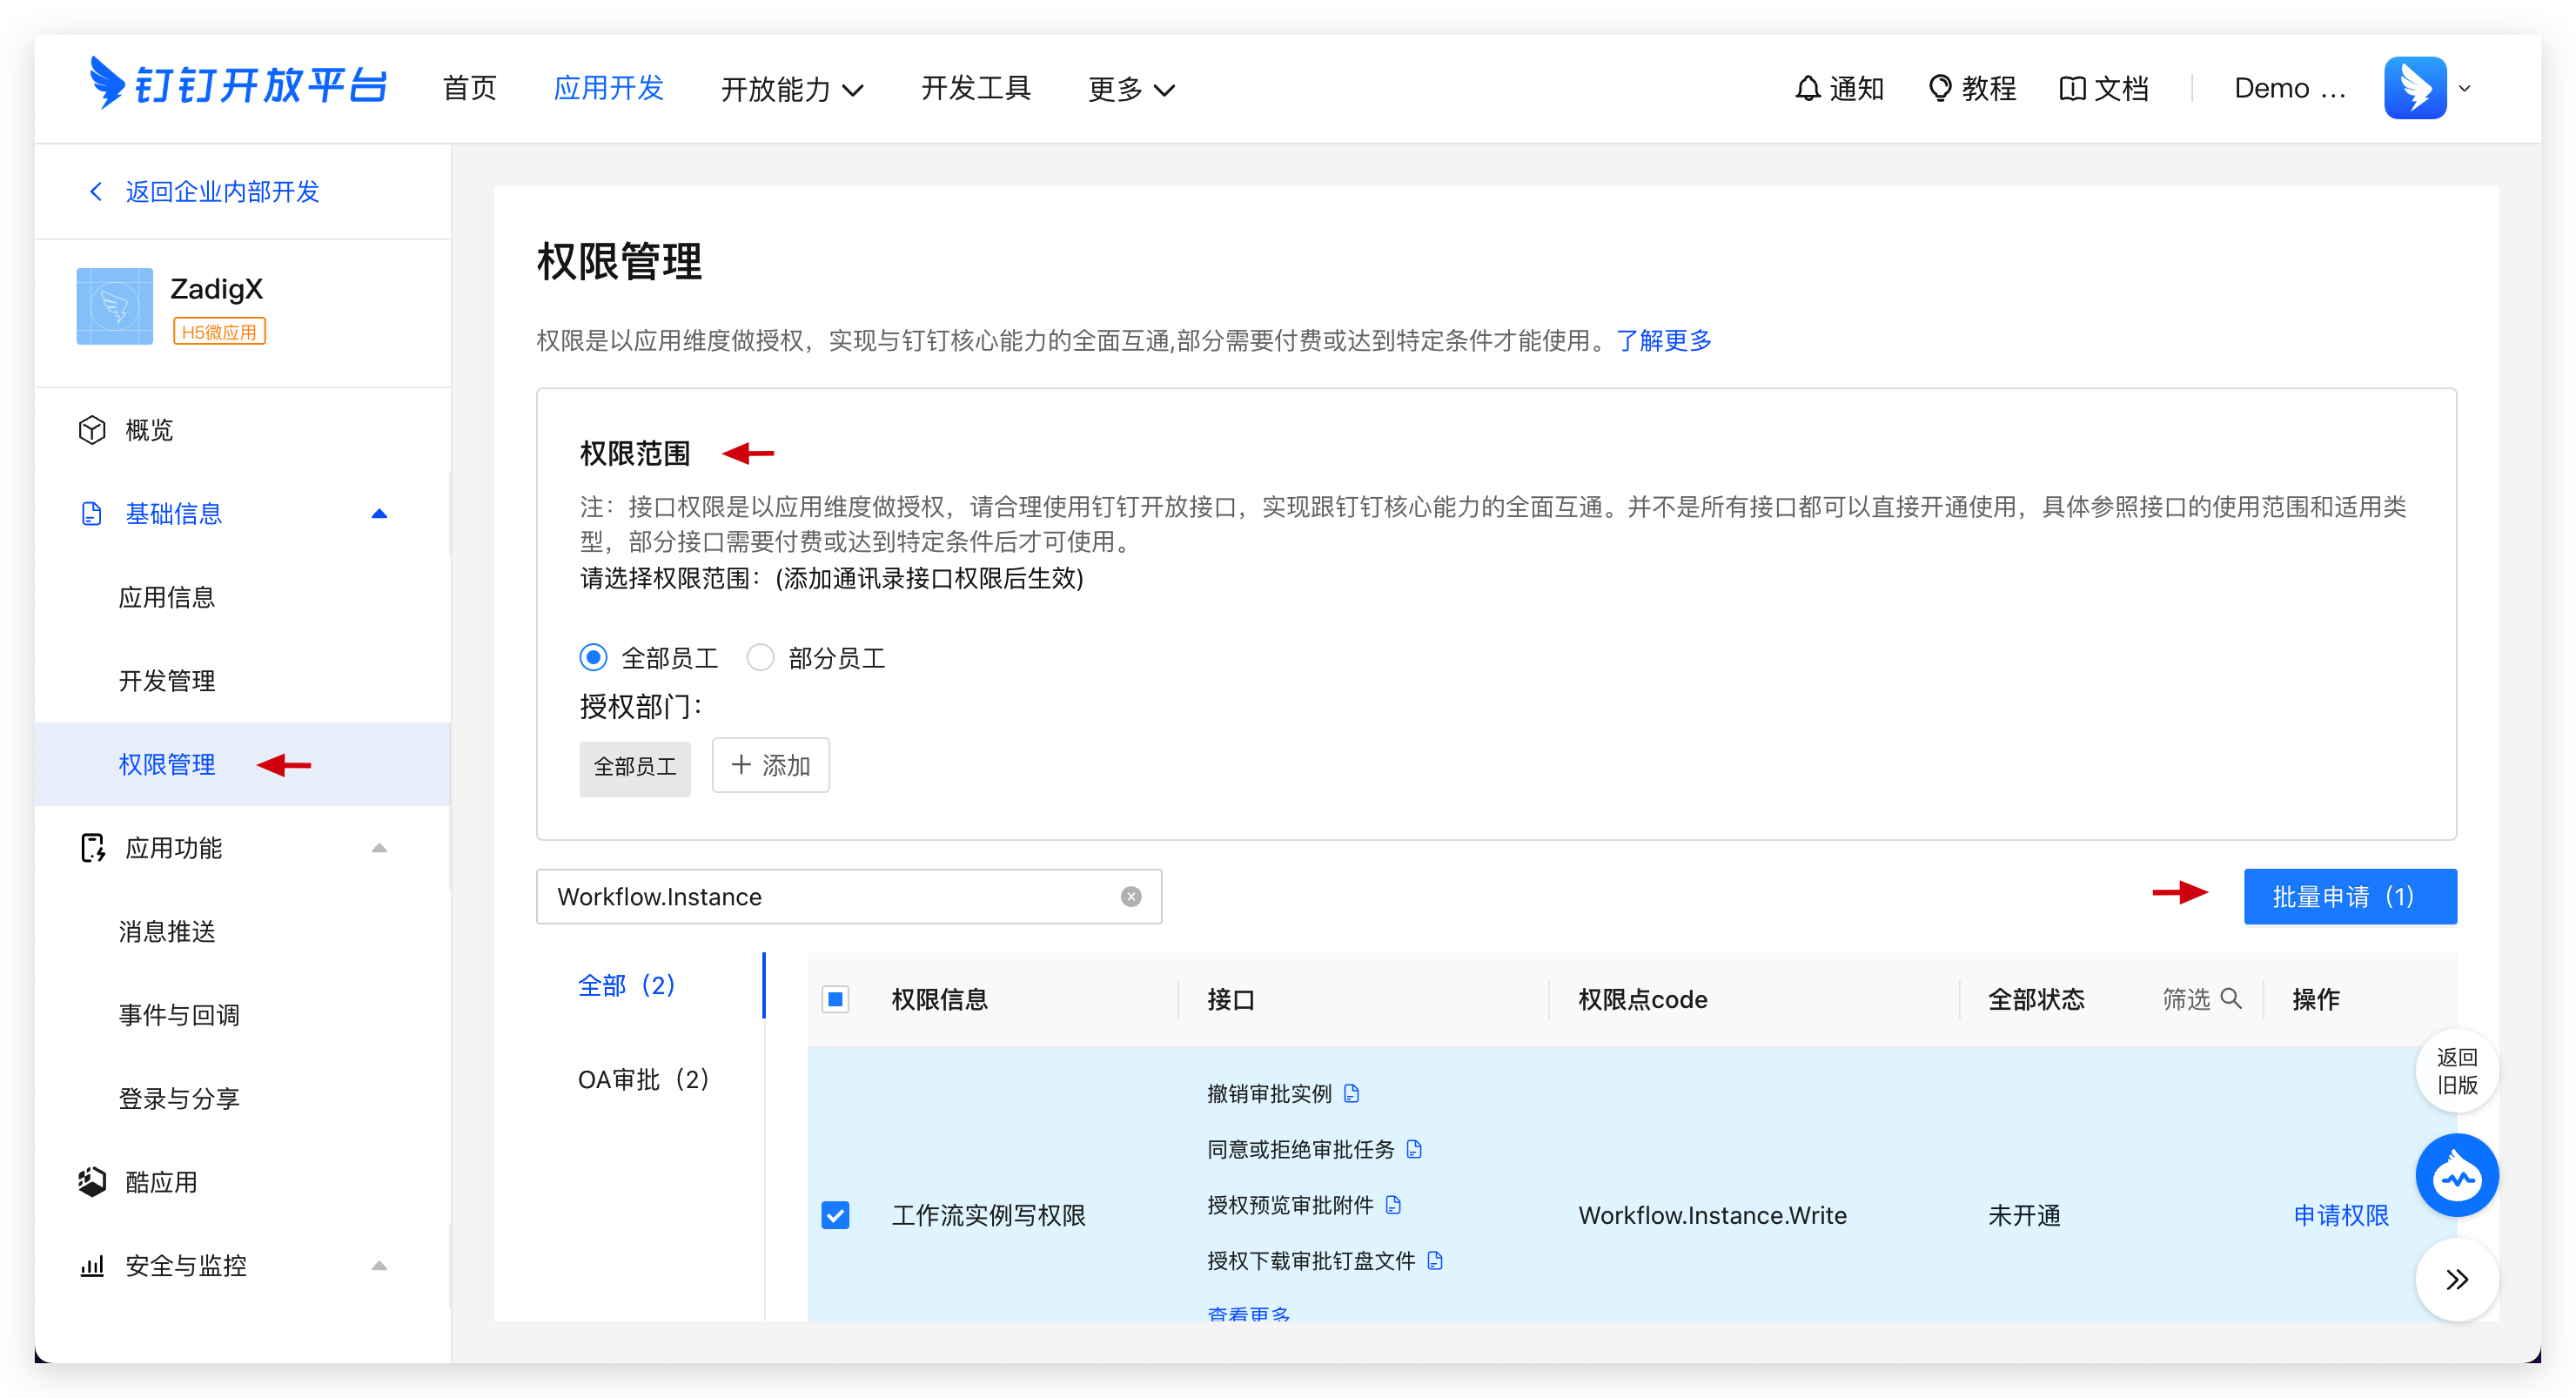 钉钉开放平台 首页 应用开发 开放能力 开发工具 更多 通知 教程 文档 Demo ...
返回企业内部开发
ZadigX
H5微应用
概览
基础信息
应用信息
开发管理
权限管理
应用功能
消息推送
事件与回调
登录与分享
酷应用
安全与监控
权限管理
权限是以应用维度做授权，实现与钉钉核心能力的全面互通,部分需要付费或达到特定条件才能使用。了解更多
权限范围
注：接口权限是以应用维度做授权，请合理使用钉钉开放接口，实现跟钉钉核心能力的全面互通。并不是所有接口都可以直接开通使用，具体参照接口的使用范围和适用类
型，部分接口需要付费或达到特定条件后才可使用。
请选择权限范围：(添加通讯录接口权限后生效)
全部员工 部分员工
授权部门：
全部员工 添加
Workflow.Instance 批量申请（1）
全部（2）
OA审批（2）
权限信息 接口 权限点code 全部状态 筛选 操作
撤销审批实例
同意或拒绝审批任务
授权预览审批附件
工作流实例写权限 Workflow.Instance.Write 未开通 申请权限
授权下载审批钉盘文件
查看更多
返回
旧版